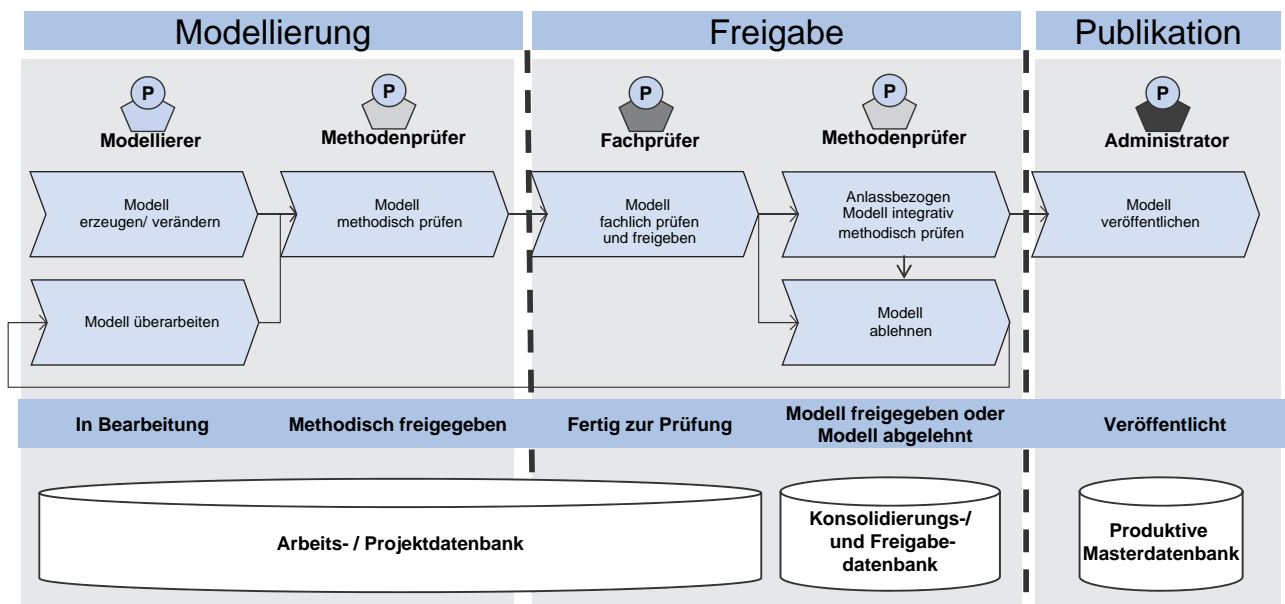 Modellierung
Freigabe
Publikation
P
P
P
P
P
Modellierer
Methodenprüfer
Fachprüfer
Methodenprüfer
Administrator
Modell
erzeugen/ verändern
Modell
methodisch prüfen
Modell
fachlich prüfen
und freigeben
Anlassbezogen
Modell integrativ
methodisch prüfen
Modell
veröffentlichen
Modell überarbeiten
Modell
ablehnen
In Bearbeitung
Methodisch freigegeben
Fertig zur Prüfung
Modell freigegeben oder
Modell abgelehnt
Veröffentlicht
Arbeits- / Projektdatenbank
Konsolidierungs-/
und Freigabe-
datenbank
Produktive
Masterdatenbank